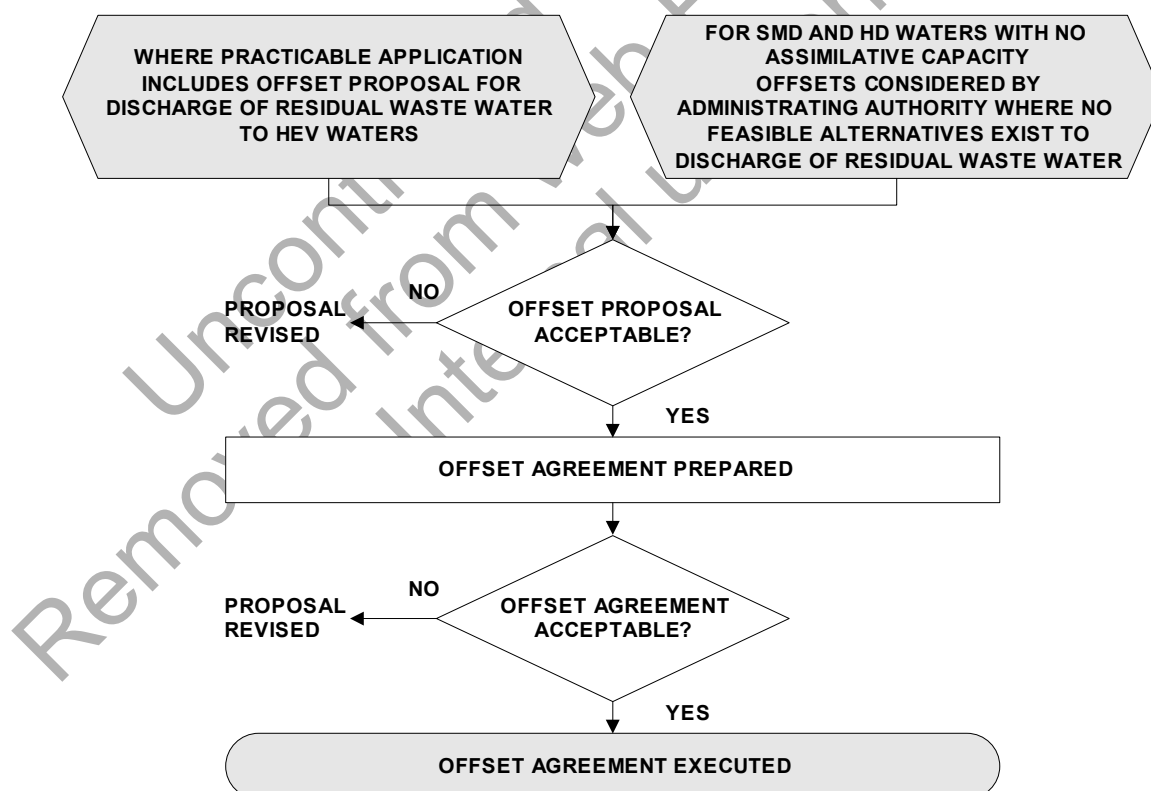 WHERE PRACTICABLE APPLICATION
INCLUDES OFFSET PROPOSAL FOR
DISCHARGE OF RESIDUAL WASTE WATER
TO HEV WATERS
FOR SMD AND HD WATERS WITH NO
ASSIMILATIVE CAPACITY
OFFSETS CONSIDERED BY
ADMINISTRATING AUTHORITY WHERE NO
FEASIBLE ALTERNATIVES EXIST TO
DISCHARGE OF RESIDUAL WASTE WATER
OFFSET PROPOSAL
ACCEPTABLE?
NO
PROPOSAL
REVISED
YES
OFFSET AGREEMENT PREPARED
OFFSET AGREEMENT
ACCEPTABLE?
NO
PROPOSAL
REVISED
YES
OFFSET AGREEMENT EXECUTED
Removed from web